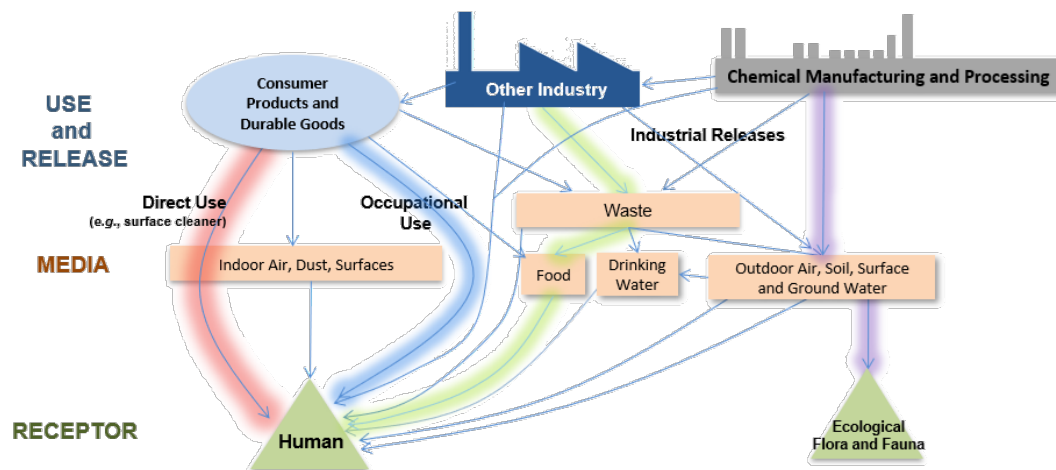 Consumer
Products and
Durable Goods
Other Industry
Chemical Manufacturing and Processing
USE
and
RELEASE
Industrial Releases
Direct Use
(e.g., surface cleaner)
Occupational
Use
Waste
MEDIA
Indoor Air, Dust, Surfaces
Food
Drinking
Water
Outdoor Air, Soil, Surface
and Ground Water
RECEPTOR
Human
Ecological
Flora and Fauna